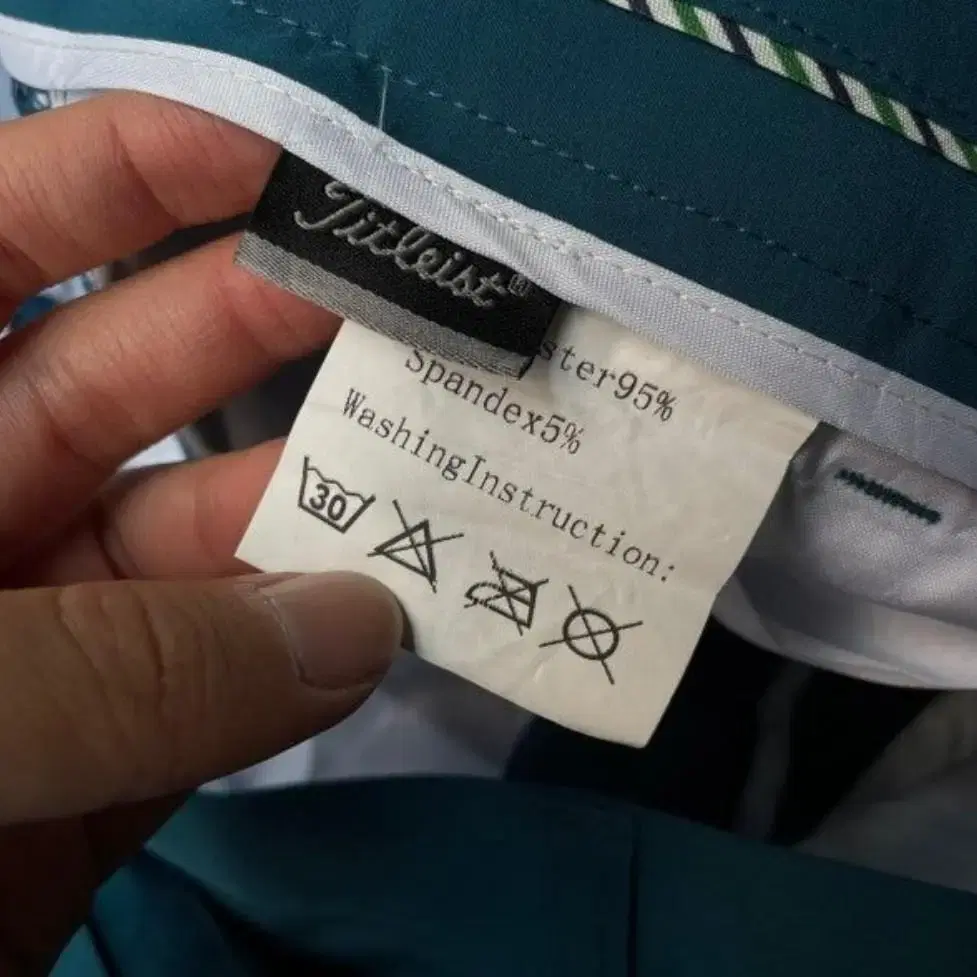 Titleist®
ster95%
Spandex5%
WashingInstruction:
30